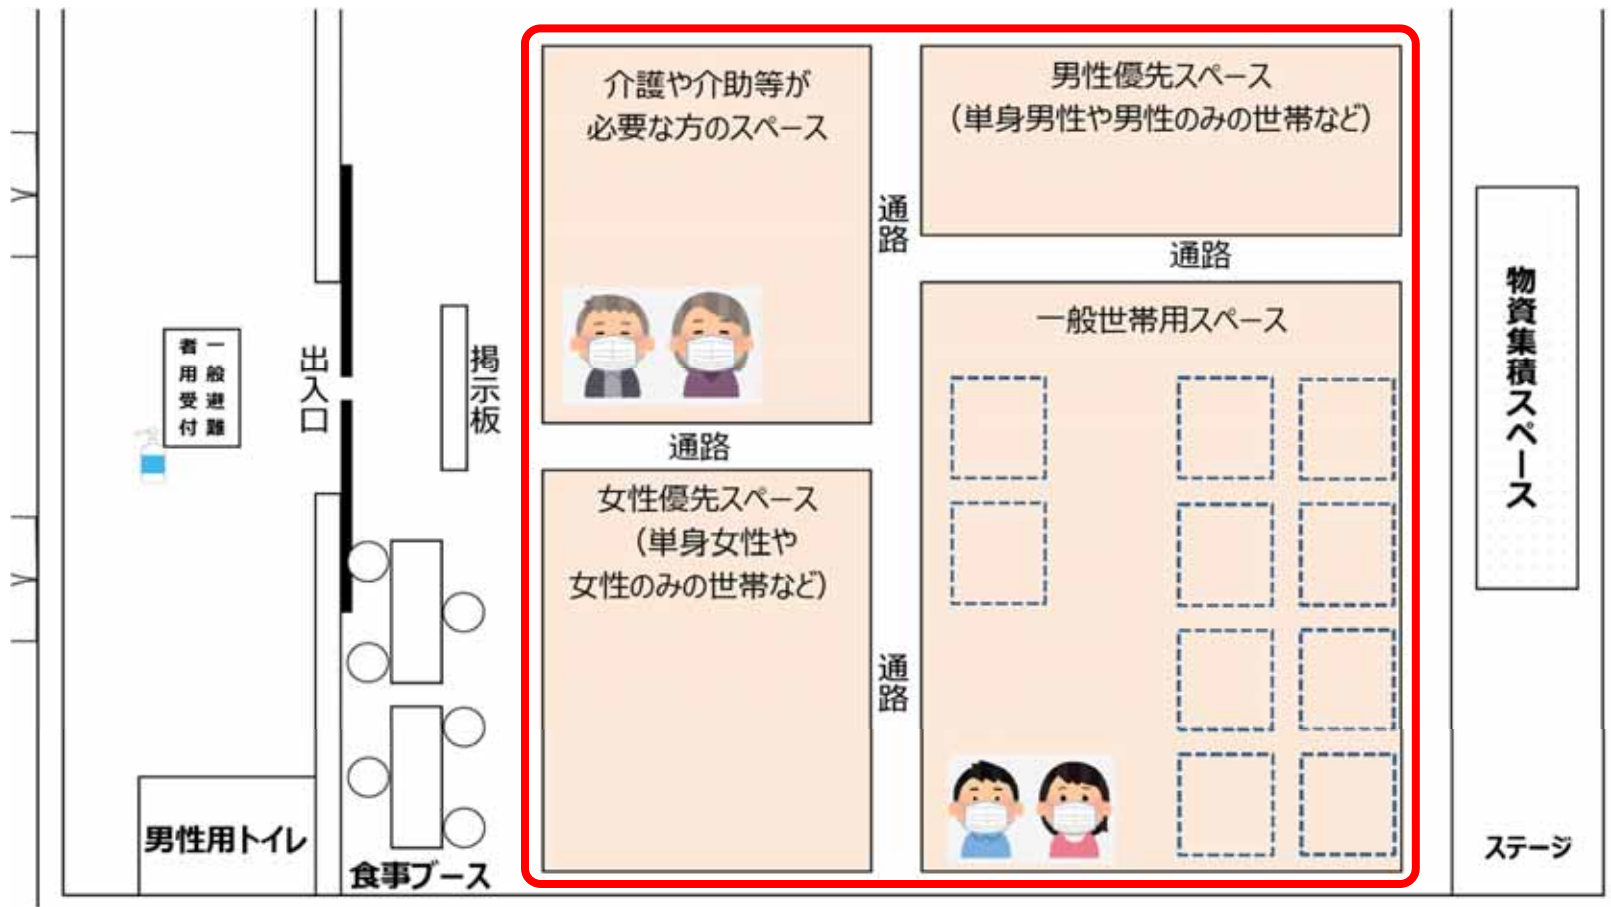 介護や介助等が
必要な方のスペース
男性優先スペース
（単身男性や男性のみの世帯など）
通路
通路
一般世帯用スペース
物資集積スペース
一般避難
者用受付
出入口
掲示板
通路
女性優先スペース
（単身女性や
女性のみの世帯など）
通路
男性用トイレ
食事ブース
ステージ